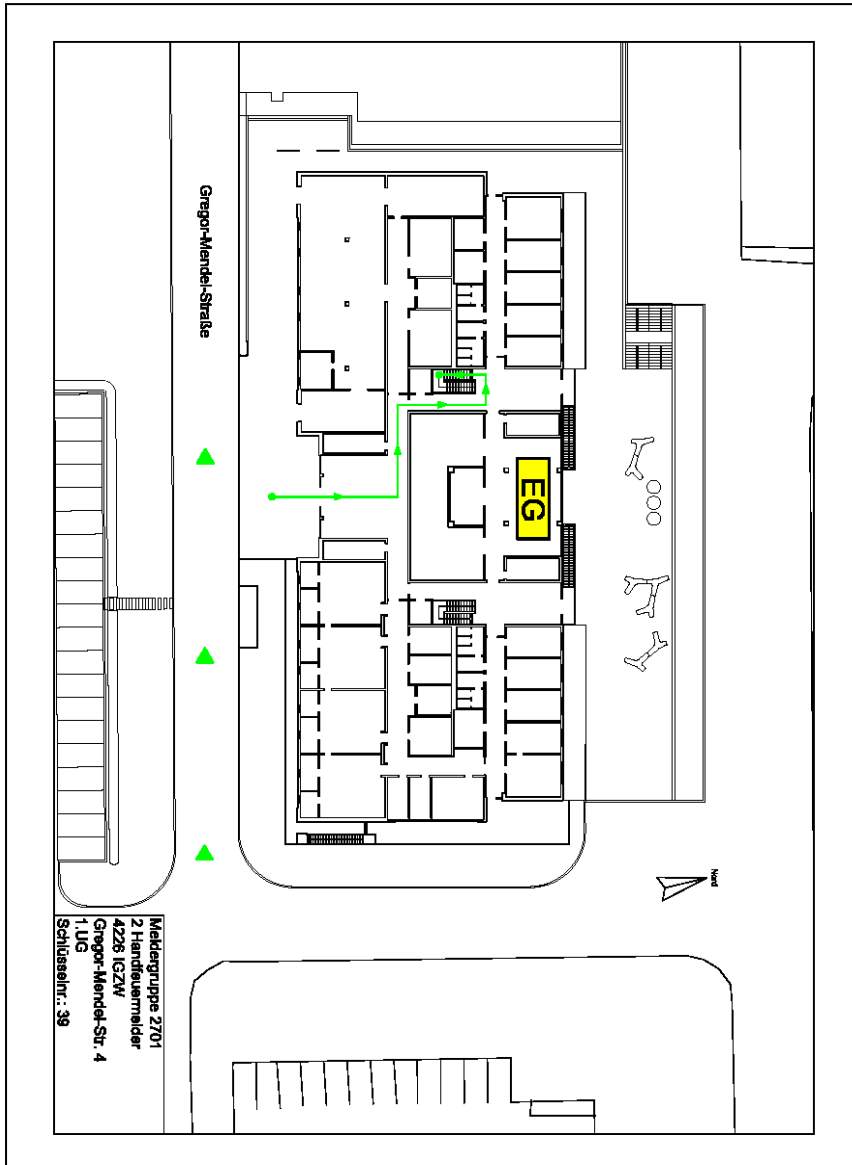 Gregor-Mendel-Straße
EG
Nord
Meldergruppe 2701
2 Handfeuermelder
4226 IGZW
Gregor-Mendel-Str. 4
1.UG
Schlüsselnr.: 39